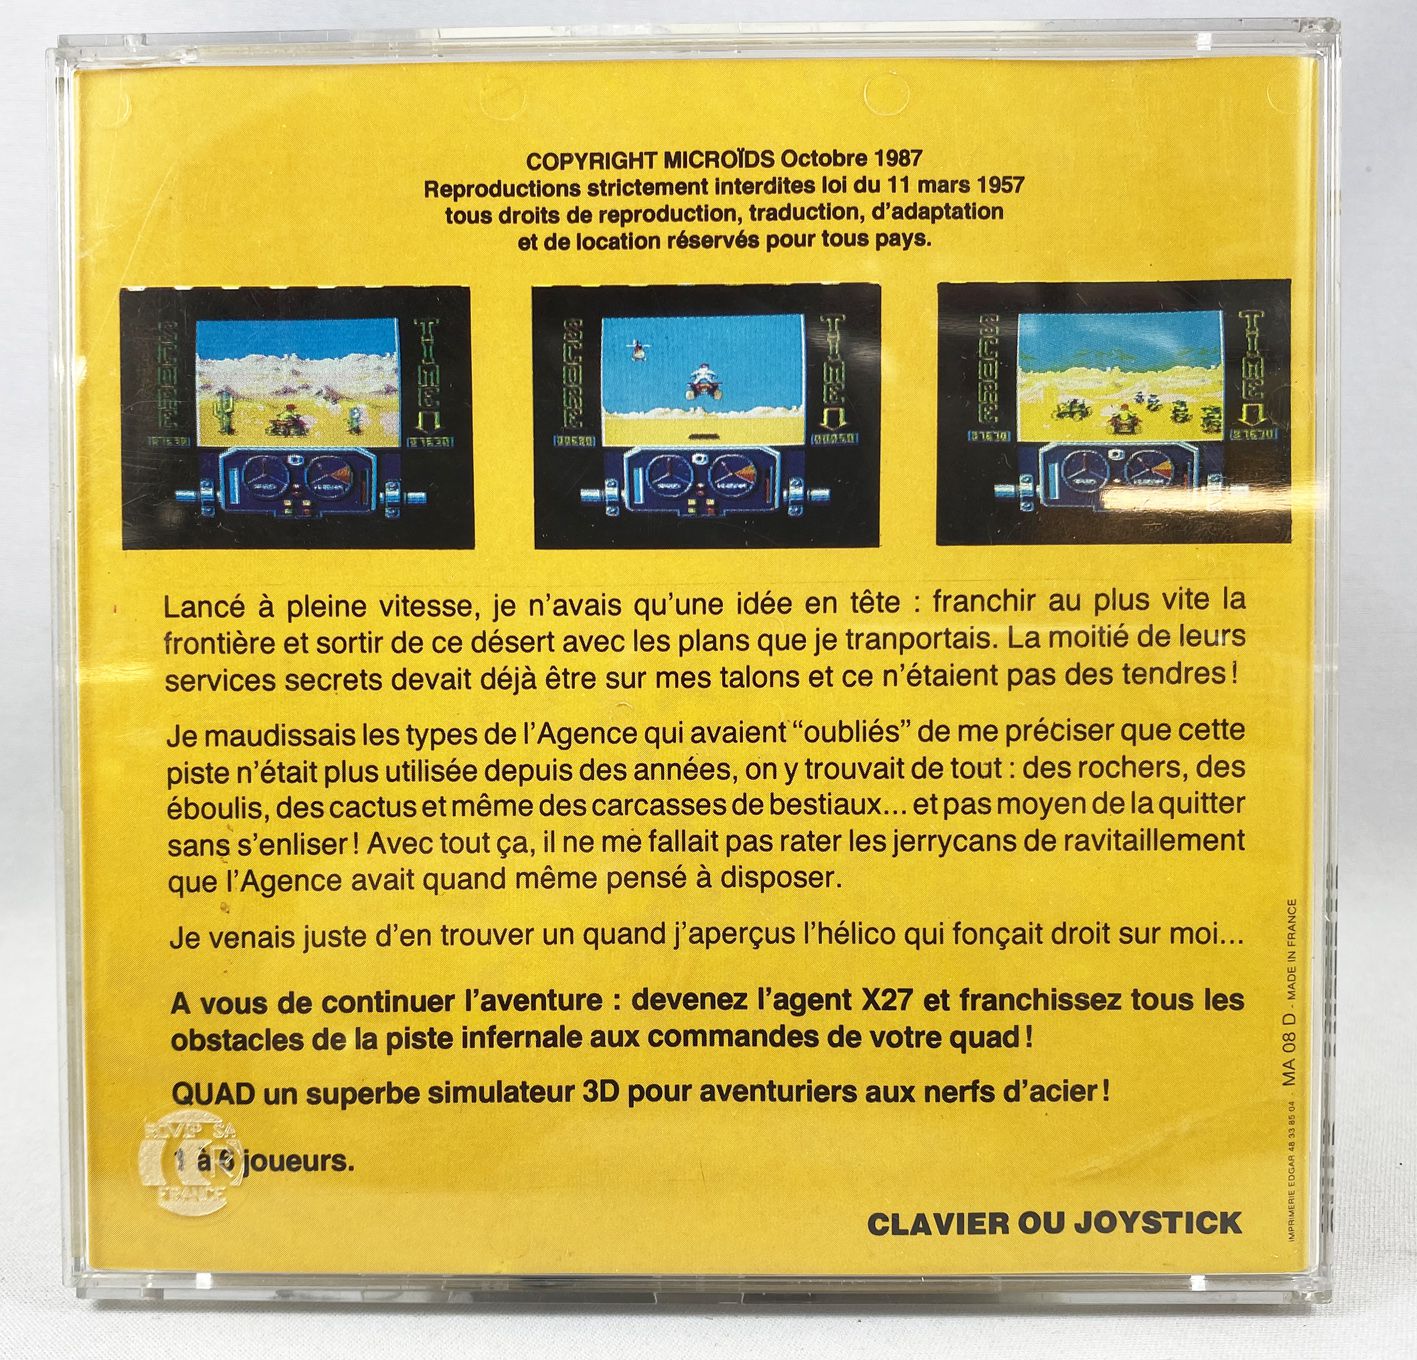 COPYRIGHT MICROÏDS Octobre 1987
Reproductions strictement interdites loi du 11 mars 1957
tous droits de reproduction, traduction, d'adaptation
et de location réservés pour tous pays.
TIME
TIME
TIME
Lancé à pleine vitesse, je n'avais qu'une idée en tête : franchir au plus vite la
frontière et sortir de ce désert avec les plans que je tranportais. La moitié de leurs
services secrets devait déjà être sur mes talons et ce n'étaient pas des tendres !
Je maudissais les types de l'Agence qui avaient “oubliés” de me préciser que cette
piste n'était plus utilisée depuis des années, on y trouvait de tout : des rochers, des
éboulis, des cactus et même des carcasses de bestiaux... et pas moyen de la quitter
sans s'enliser ! Avec tout ça, il ne me fallait pas rater les jerrycans de ravitaillement
que l'Agence avait quand même pensé à disposer.
Je venais juste d'en trouver un quand j'aperçus l'hélico qui fonçait droit sur moi...
A vous de continuer l'aventure : devenez l'agent X27 et franchissez tous les
obstacles de la piste infernale aux commandes de votre quad !
QUAD un superbe simulateur 3D pour aventuriers aux nerfs d'acier !
1 à joueurs.
SA
FRANCE
CLAVIER OU JOYSTICK
IMPRIMERIE EDGAR 48 33 85 04 - MA 08 D - MADE IN FRANCE